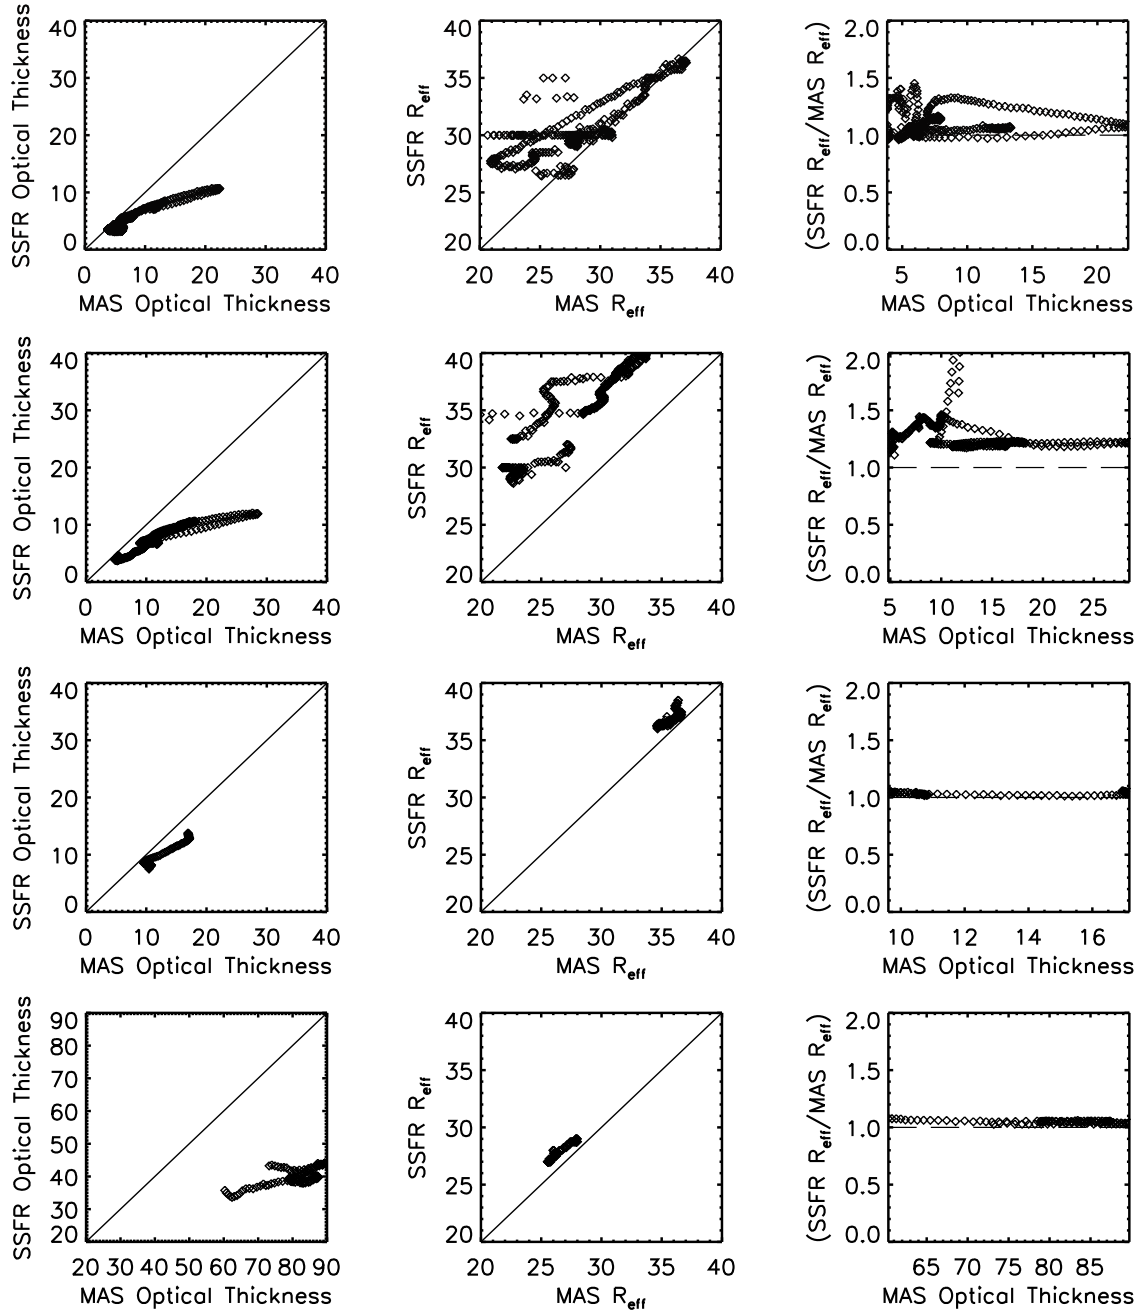 SSFR Optical Thickness
40
30
20
10
0
0 10 20 30 40
MAS Optical Thickness
SSFR Reff
40
35
30
25
20
20 25 30 35 40
MAS Reff
(SSFR Reff/MAS Reff)
2.0
1.5
1.0
0.5
0.0
5 10 15 20
MAS Optical Thickness
SSFR Optical Thickness
40
30
20
10
0
0 10 20 30 40
MAS Optical Thickness
SSFR Reff
40
35
30
25
20
20 25 30 35 40
MAS Reff
(SSFR Reff/MAS Reff)
2.0
1.5
1.0
0.5
0.0
5 10 15 20 25
MAS Optical Thickness
SSFR Optical Thickness
40
30
20
10
0
0 10 20 30 40
MAS Optical Thickness
SSFR Reff
40
35
30
25
20
20 25 30 35 40
MAS Reff
(SSFR Reff/MAS Reff)
2.0
1.5
1.0
0.5
0.0
10 12 14 16
MAS Optical Thickness
SSFR Optical Thickness
90
80
70
60
50
40
30
20
20 30 40 50 60 70 80 90
MAS Optical Thickness
SSFR Reff
40
35
30
25
20
20 25 30 35 40
MAS Reff
(SSFR Reff/MAS Reff)
2.0
1.5
1.0
0.5
0.0
65 70 75 80 85
MAS Optical Thickness